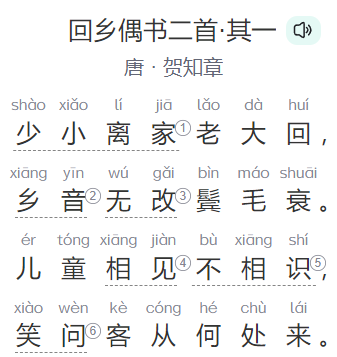 回乡偶书二首·其一
唐·贺知章
shào xiǎo lí jiā lǎo dà huí
少小离家①老大回，
xiāng yīn wú gǎi bìn máo shuāi
乡音②无改③鬓毛衰。
ér tóng xiāng jiàn bù xiāng shí
儿童相见④不相识⑤，
xiào wèn kè cóng hé chù lái
笑问⑥客从何处来。